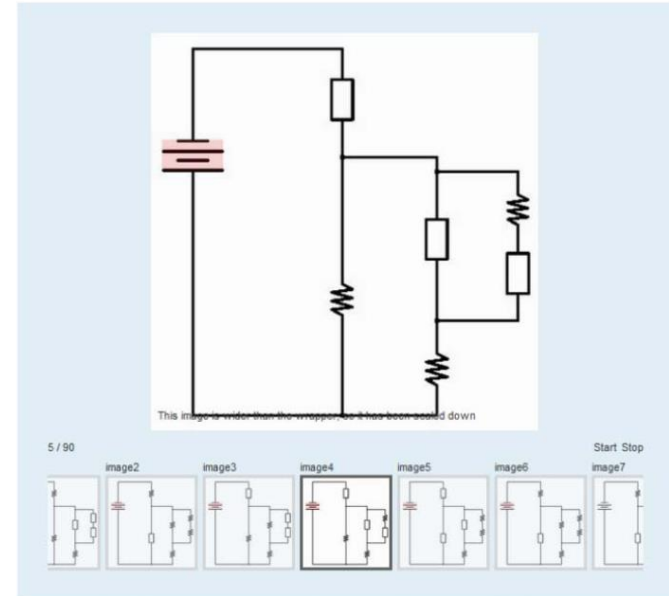 This image is wider than the wrapper, so it has been scaled down
5 / 90
Start Stop
image2
image3
image4
image5
image6
image7